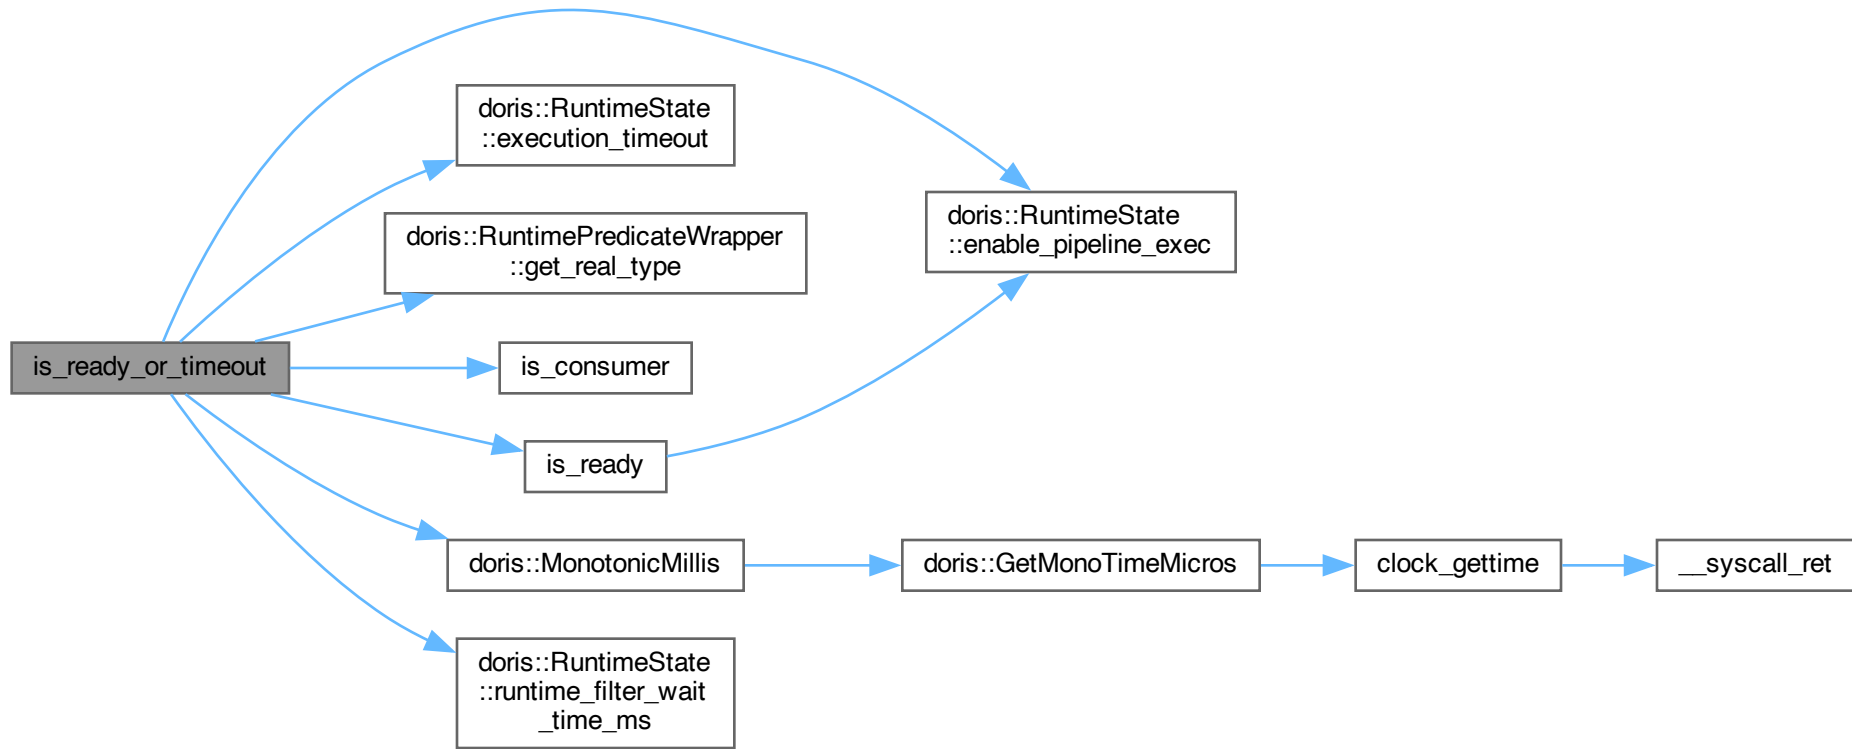 doris::RuntimeState
::execution_timeout
doris::RuntimePredicateWrapper
::get_real_type
doris::RuntimeState
::enable_pipeline_exec
is_ready_or_timeout
is_consumer
is_ready
doris::MonotonicMillis
doris::GetMonoTimeMicros
clock_gettime
__syscall_ret
doris::RuntimeState
::runtime_filter_wait
_time_ms